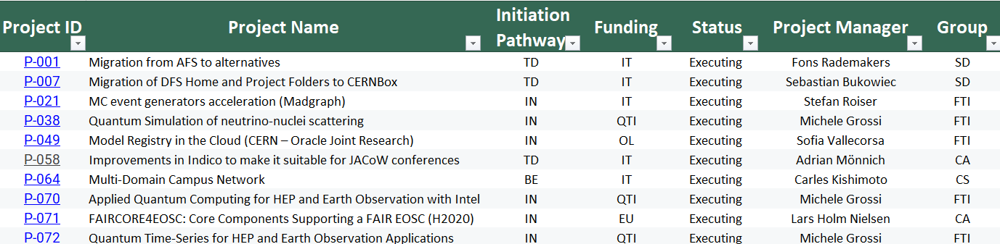 Project ID Project Name Initiation Pathway Funding Status Project Manager Group
P-001 Migration from AFS to alternatives TD IT Executing Fons Rademakers SD
P-007 Migration of DFS Home and Project Folders to CERNBox TD IT Executing Sebastian Bukowiec SD
P-021 MC event generators acceleration (Madgraph) IN IT Executing Stefan Roiser FTI
P-038 Quantum Simulation of neutrino-nuclei scattering IN QTI Executing Michele Grossi FTI
P-049 Model Registry in the Cloud (CERN – Oracle Joint Research) IN OL Executing Sofia Vallecorsa FTI
P-058 Improvements in Indico to make it suitable for JACoW conferences TD IT Executing Adrian Mönnich CA
P-064 Multi-Domain Campus Network BE IT Executing Carles Kishimoto CS
P-070 Applied Quantum Computing for HEP and Earth Observation with Intel IN QTI Executing Michele Grossi FTI
P-071 FAIRCORE4EOSC: Core Components Supporting a FAIR EOSC (H2020) IN EU Executing Lars Holm Nielsen CA
P-072 Quantum Time-Series for HEP and Earth Observation Applications IN QTI Executing Michele Grossi FTI